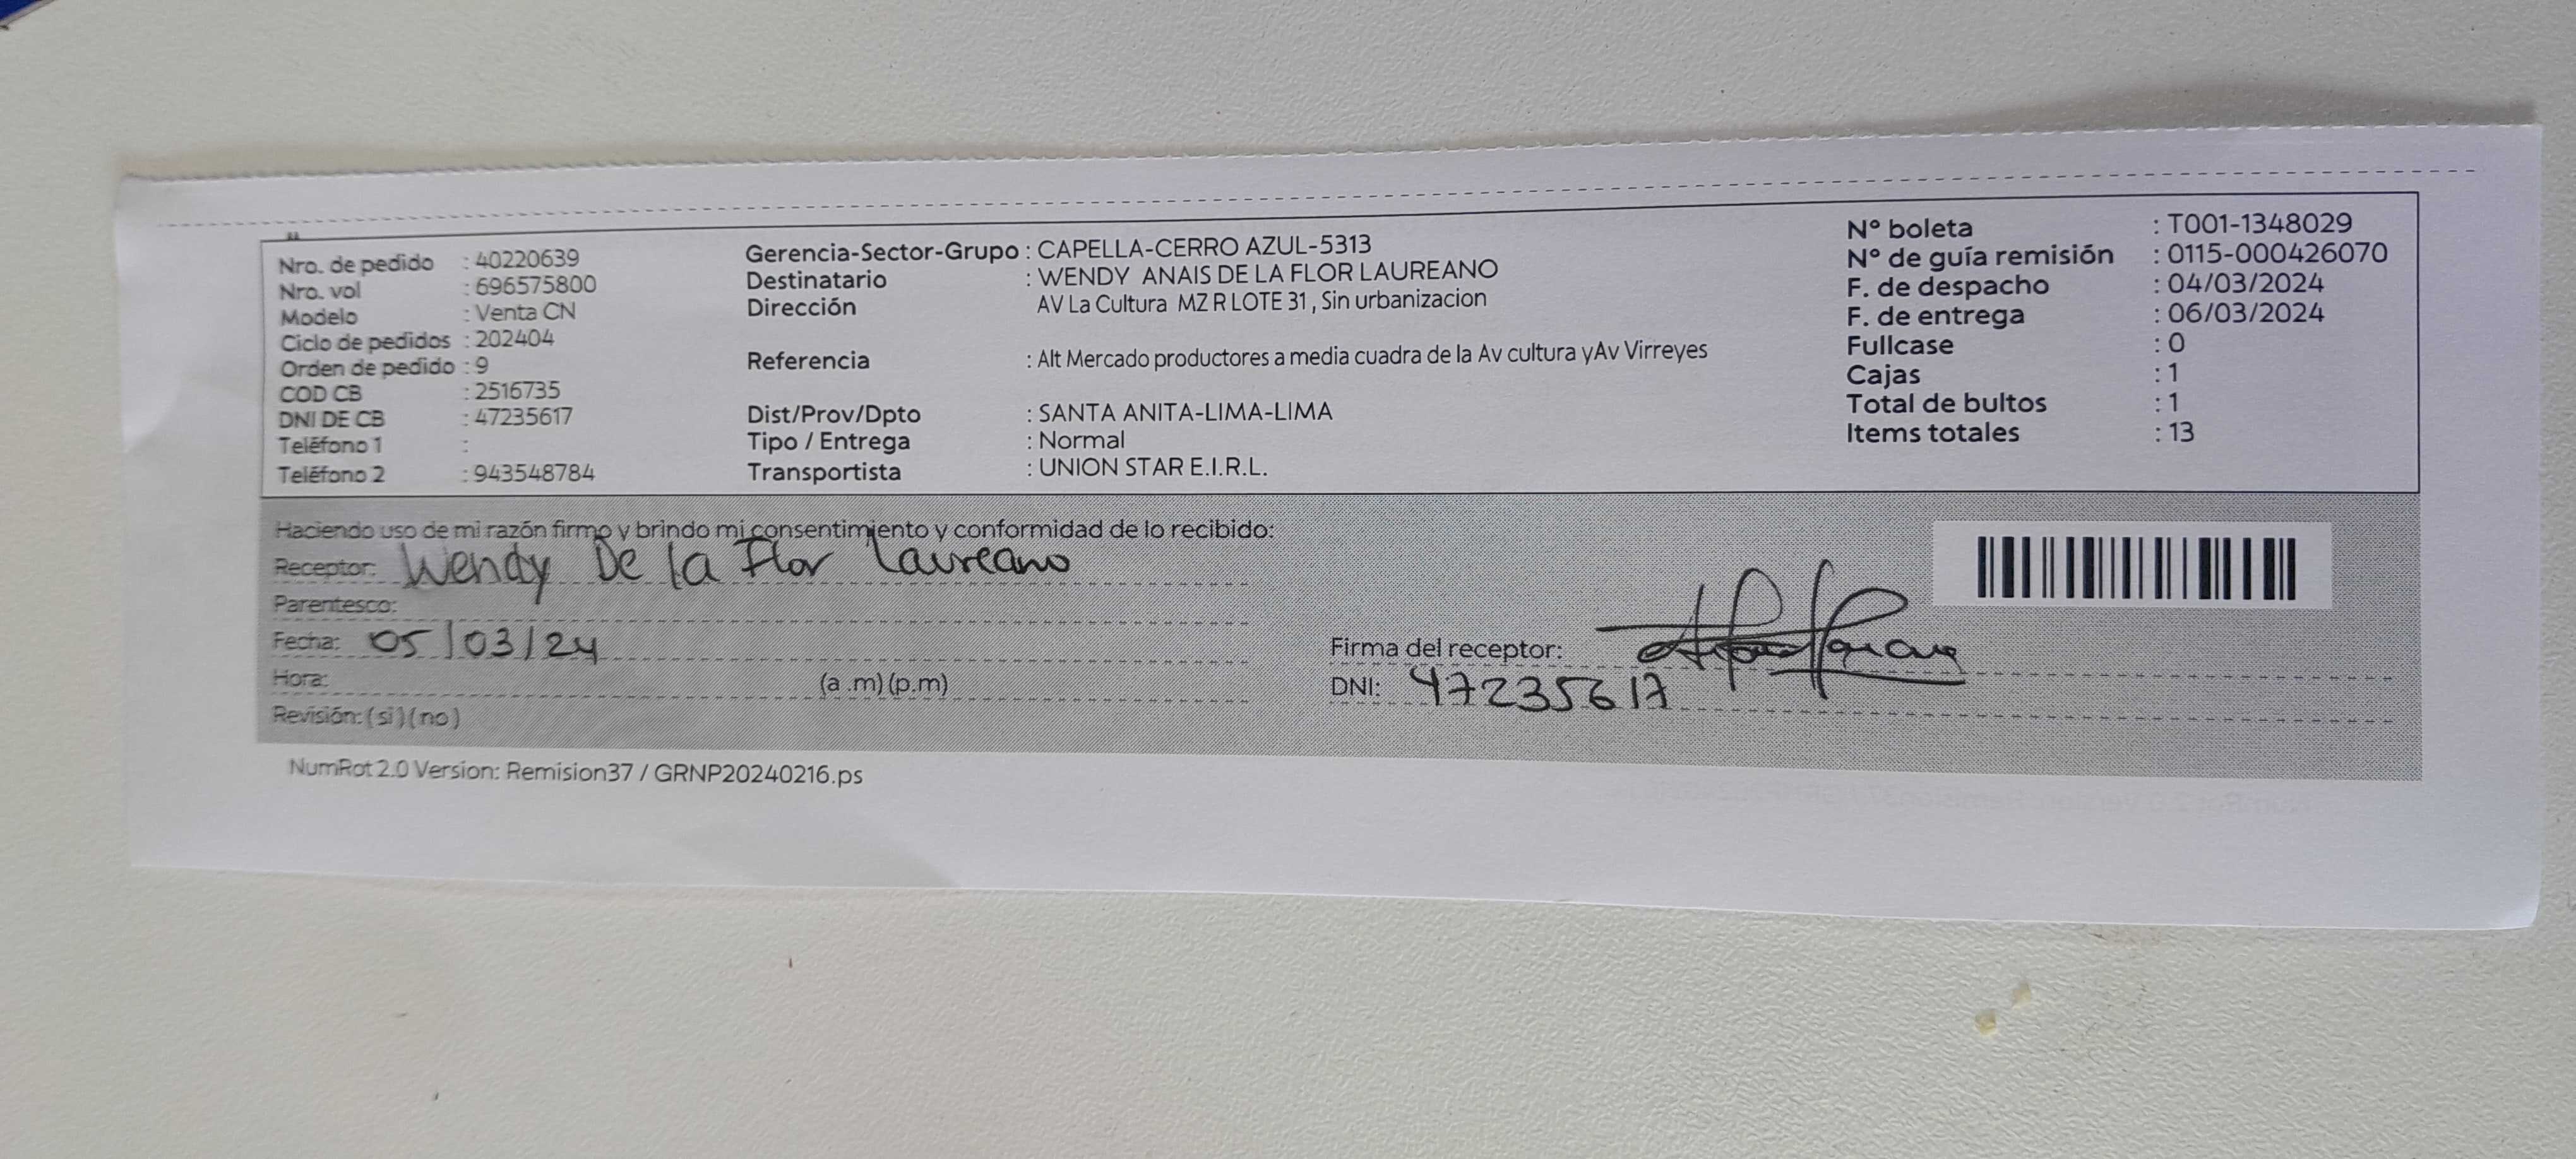 Nro. de pedido : 40220639
Nro. vol : 696575800
Modelo : Venta CN
Ciclo de pedidos : 202404
Orden de pedido : 9
COD CB : 2516735
DNI DE CB : 47235617
Teléfono 1 :
Teléfono 2 : 943548784
Gerencia-Sector-Grupo : CAPELLA-CERRO AZUL-5313
Destinatario : WENDY ANAIS DE LA FLOR LAUREANO
Dirección AV La Cultura MZ R LOTE 31 , Sin urbanizacion
Referencia : Alt Mercado productores a media cuadra de la Av cultura yAv Virreyes
Dist/Prov/Dpto : SANTA ANITA-LIMA-LIMA
Tipo / Entrega : Normal
Transportista : UNION STAR E.I.R.L.
N° boleta : T001-1348029
N° de guía remisión : 0115-000426070
F. de despacho : 04/03/2024
F. de entrega : 06/03/2024
Fullcase : 0
Cajas : 1
Total de bultos : 1
Items totales : 13
Haciendo uso de mi razón firmo y brindo mi consentimiento y conformidad de lo recibido:
Receptor: Wendy De la Flor Laureano
Parentesco:
Fecha: 05/03/24
Hora: (a .m) (p.m)
Revisión: (si) (no)
Firma del receptor:
DNI: 47235617
NumRot 2.0 Version: Remision37 / GRNP20240216.ps